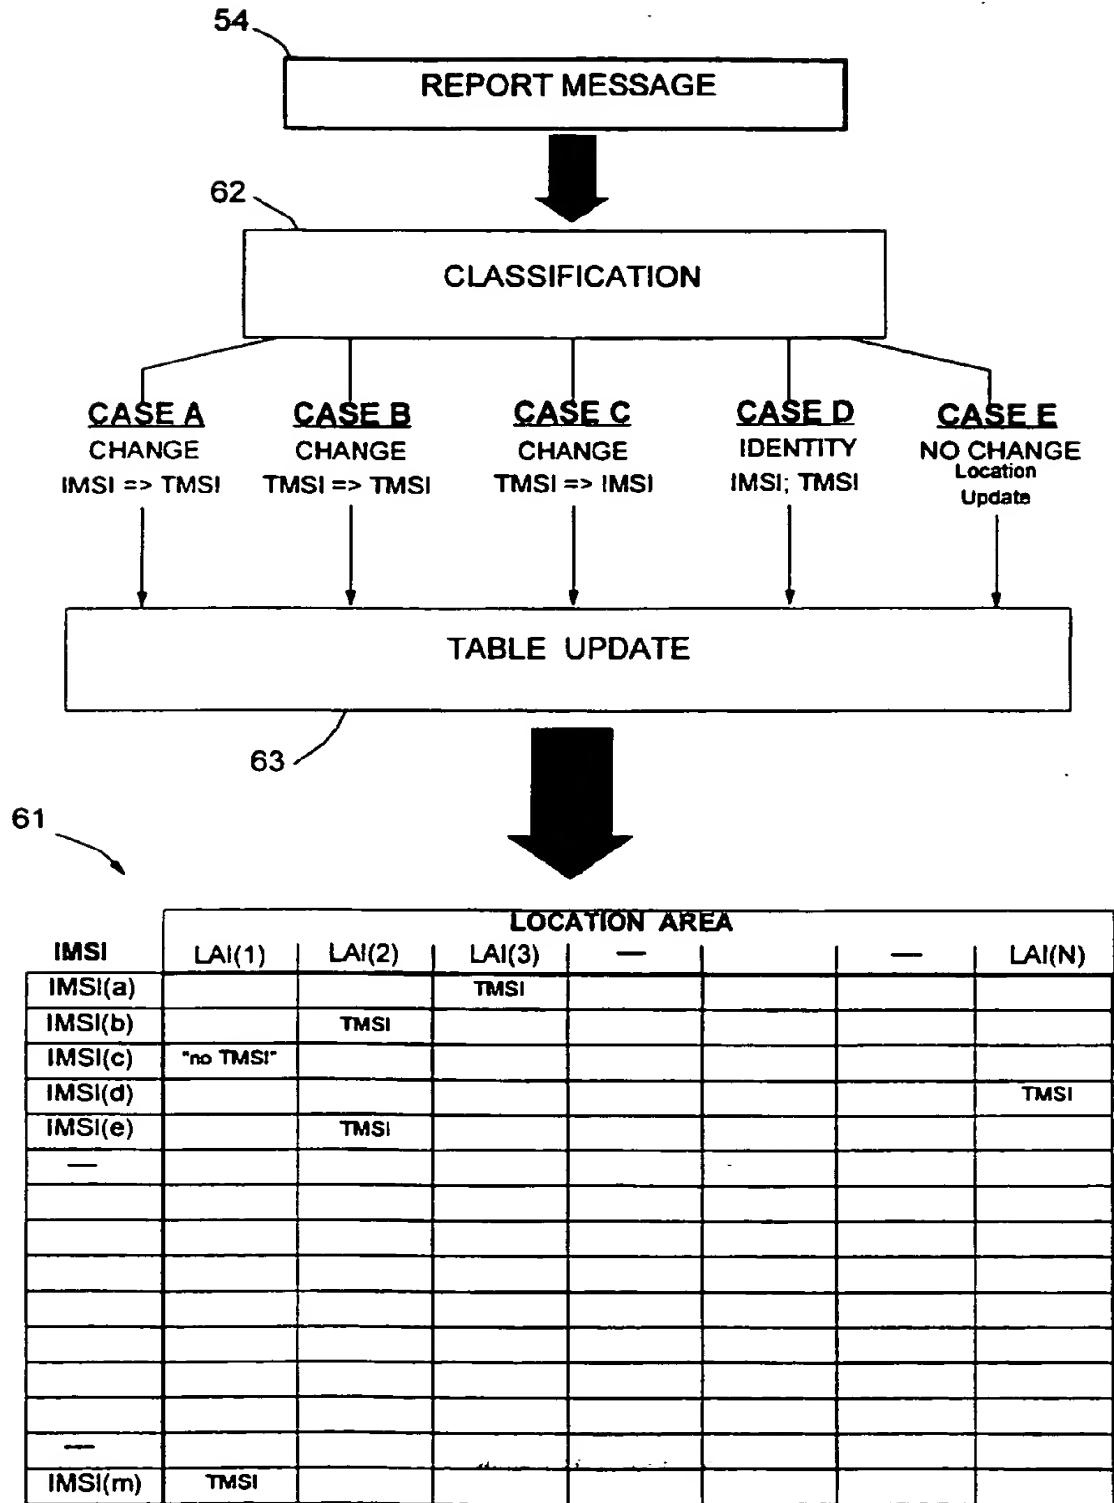 54
REPORT MESSAGE
62
CLASSIFICATION
CASE A CASE B CASE C CASE D CASE E
CHANGE CHANGE CHANGE IDENTITY NO CHANGE
IMSI => TMSI TMSI => TMSI TMSI => IMSI IMSI; TMSI Location
Update
TABLE UPDATE
63
61
LOCATION AREA
IMSI LAI(1) LAI(2) LAI(3) — — LAI(N)
IMSI(a) TMSI
IMSI(b) TMSI
IMSI(c) "no TMSI"
IMSI(d) TMSI
IMSI(e) TMSI
—
—
IMSI(m) TMSI